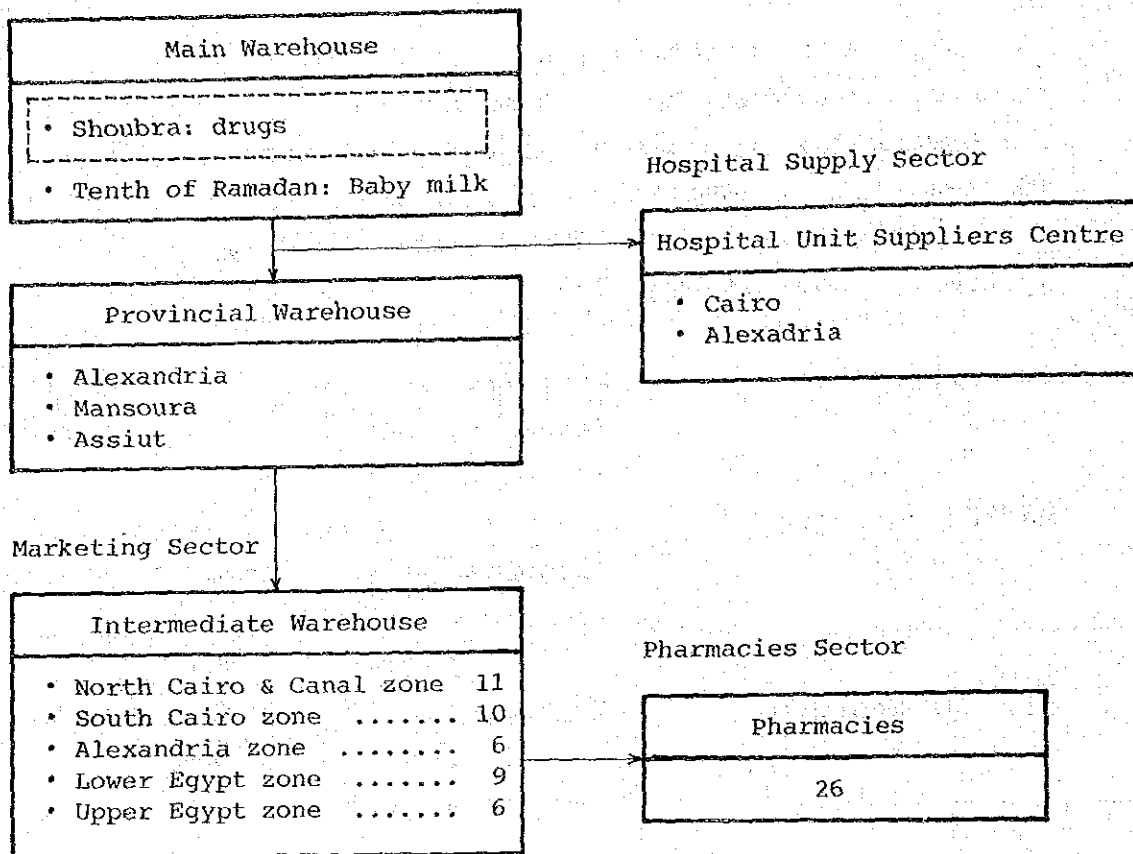 Main Warehouse
• Shoubra: drugs
• Tenth of Ramadan: Baby milk
Hospital Supply Sector
Hospital Unit Suppliers Centre
• Cairo
• Alexadria
Provincial Warehouse
• Alexandria
• Mansoura
• Assiut
Marketing Sector
Intermediate Warehouse
• North Cairo & Canal zone 11
• South Cairo zone ....... 10
• Alexandria zone ........ 6
• Lower Egypt zone ....... 9
• Upper Egypt zone ....... 6
Pharmacies Sector
Pharmacies
26